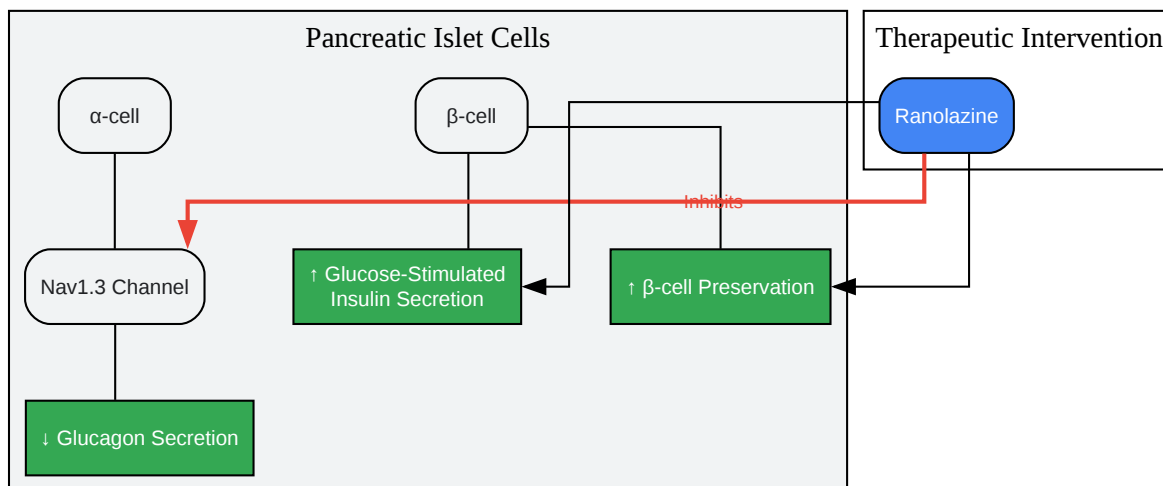 Pancreatic Islet Cells
Therapeutic Intervention
α-cell
β-cell
Ranolazine
Inhibits
Nav1.3 Channel
↑ Glucose-Stimulated
Insulin Secretion
↑ β-cell Preservation
↓ Glucagon Secretion